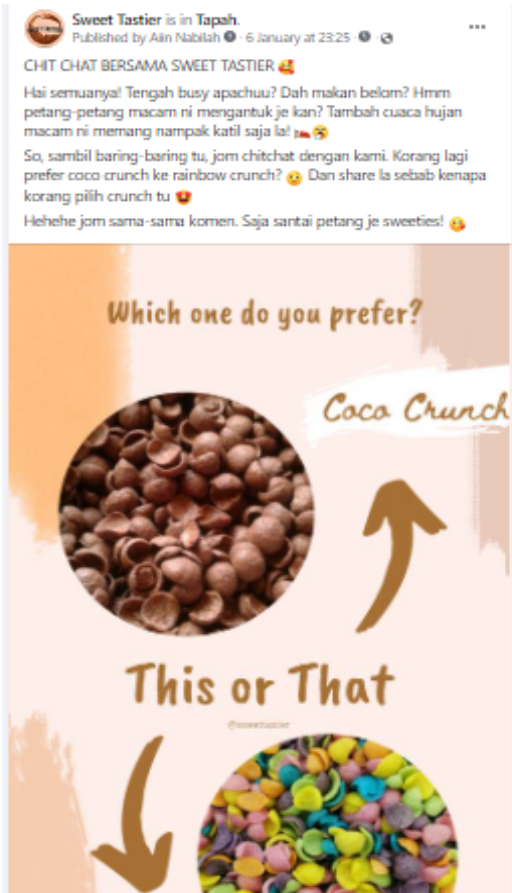 Sweet Tastier is in Tapah.
Published by Aiin Nabilah · 6 January at 23:25 ·
CHIT CHAT BERSAMA SWEET TASTIER 🥰
Hai semuanya! Tengah busy apachuu? Dah makan belom? Hmm
petang-petang macam ni mengantuk je kan? Tambah cuaca hujan
macam ni memang nampak katil saja la! 🛌🥱
So, sambil baring-baring tu, jom chitchat dengan kami. Korang lagi
prefer coco crunch ke rainbow crunch? 😉 Dan share la sebab kenapa
korang pilih crunch tu 😍
Hehehe jom sama-sama komen. Saja santai petang je sweeties! 😘
Which one do you prefer?
Coco Crunch
This or That
@sweettastier